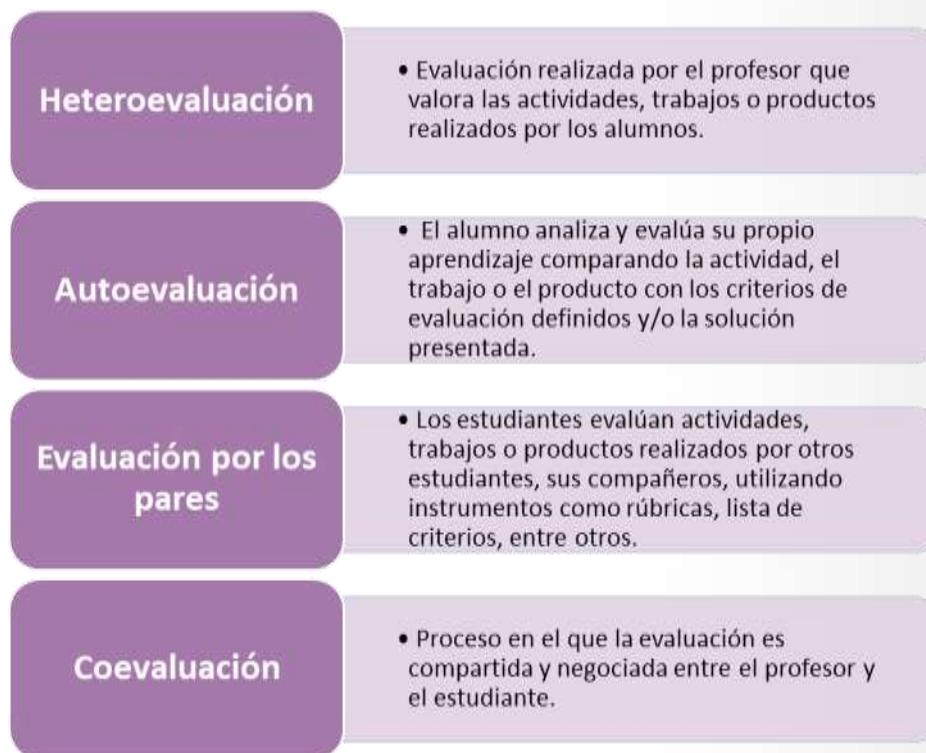 Heteroevaluación
• Evaluación realizada por el profesor que
valora las actividades, trabajos o productos
realizados por los alumnos.
Autoevaluación
• El alumno analiza y evalúa su propio
aprendizaje comparando la actividad, el
trabajo o el producto con los criterios de
evaluación definidos y/o la solución
presentada.
Evaluación por los
pares
• Los estudiantes evalúan actividades,
trabajos o productos realizados por otros
estudiantes, sus compañeros, utilizando
instrumentos como rúbricas, lista de
criterios, entre otros.
Coevaluación
• Proceso en el que la evaluación es
compartida y negociada entre el profesor y
el estudiante.